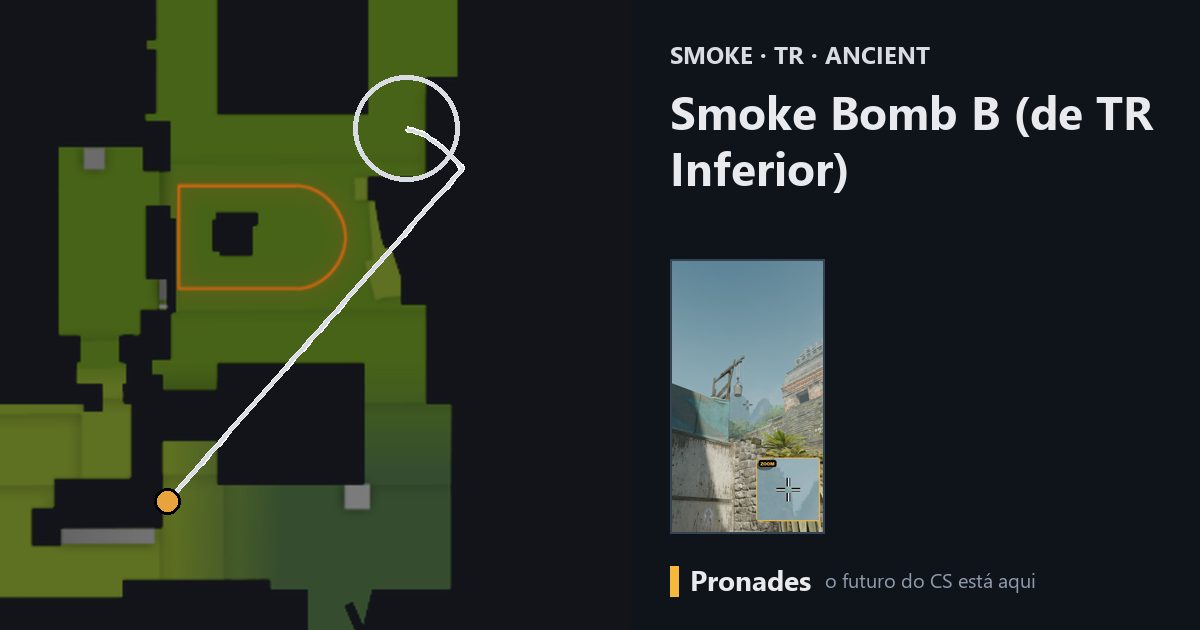 SMOKE · TR · ANCIENT
Smoke Bomb B (de TR
Inferior)
ZOOM
Pronades o futuro do CS está aqui